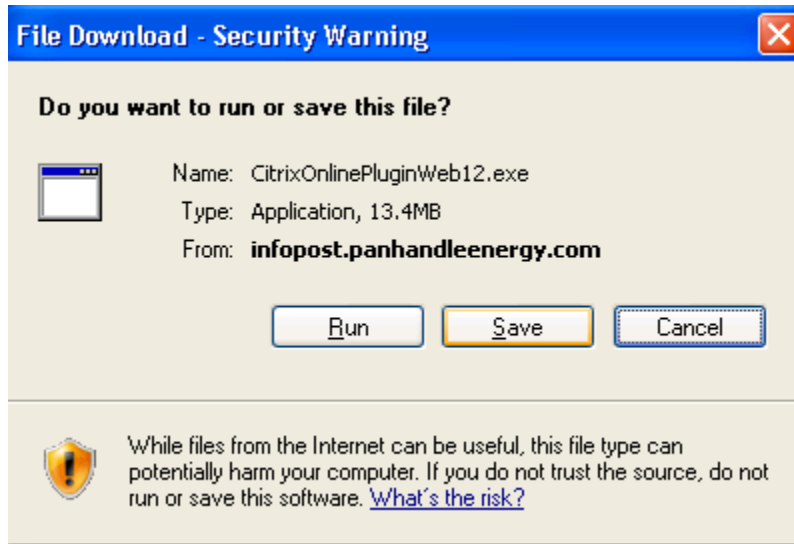 File Download - Security Warning
Do you want to run or save this file?
Name: CitrixOnlinePluginWeb12.exe
Type: Application, 13.4MB
From: infopost.panhandleenergy.com
Run Save Cancel
While files from the Internet can be useful, this file type can
potentially harm your computer. If you do not trust the source, do not
run or save this software. What's the risk?